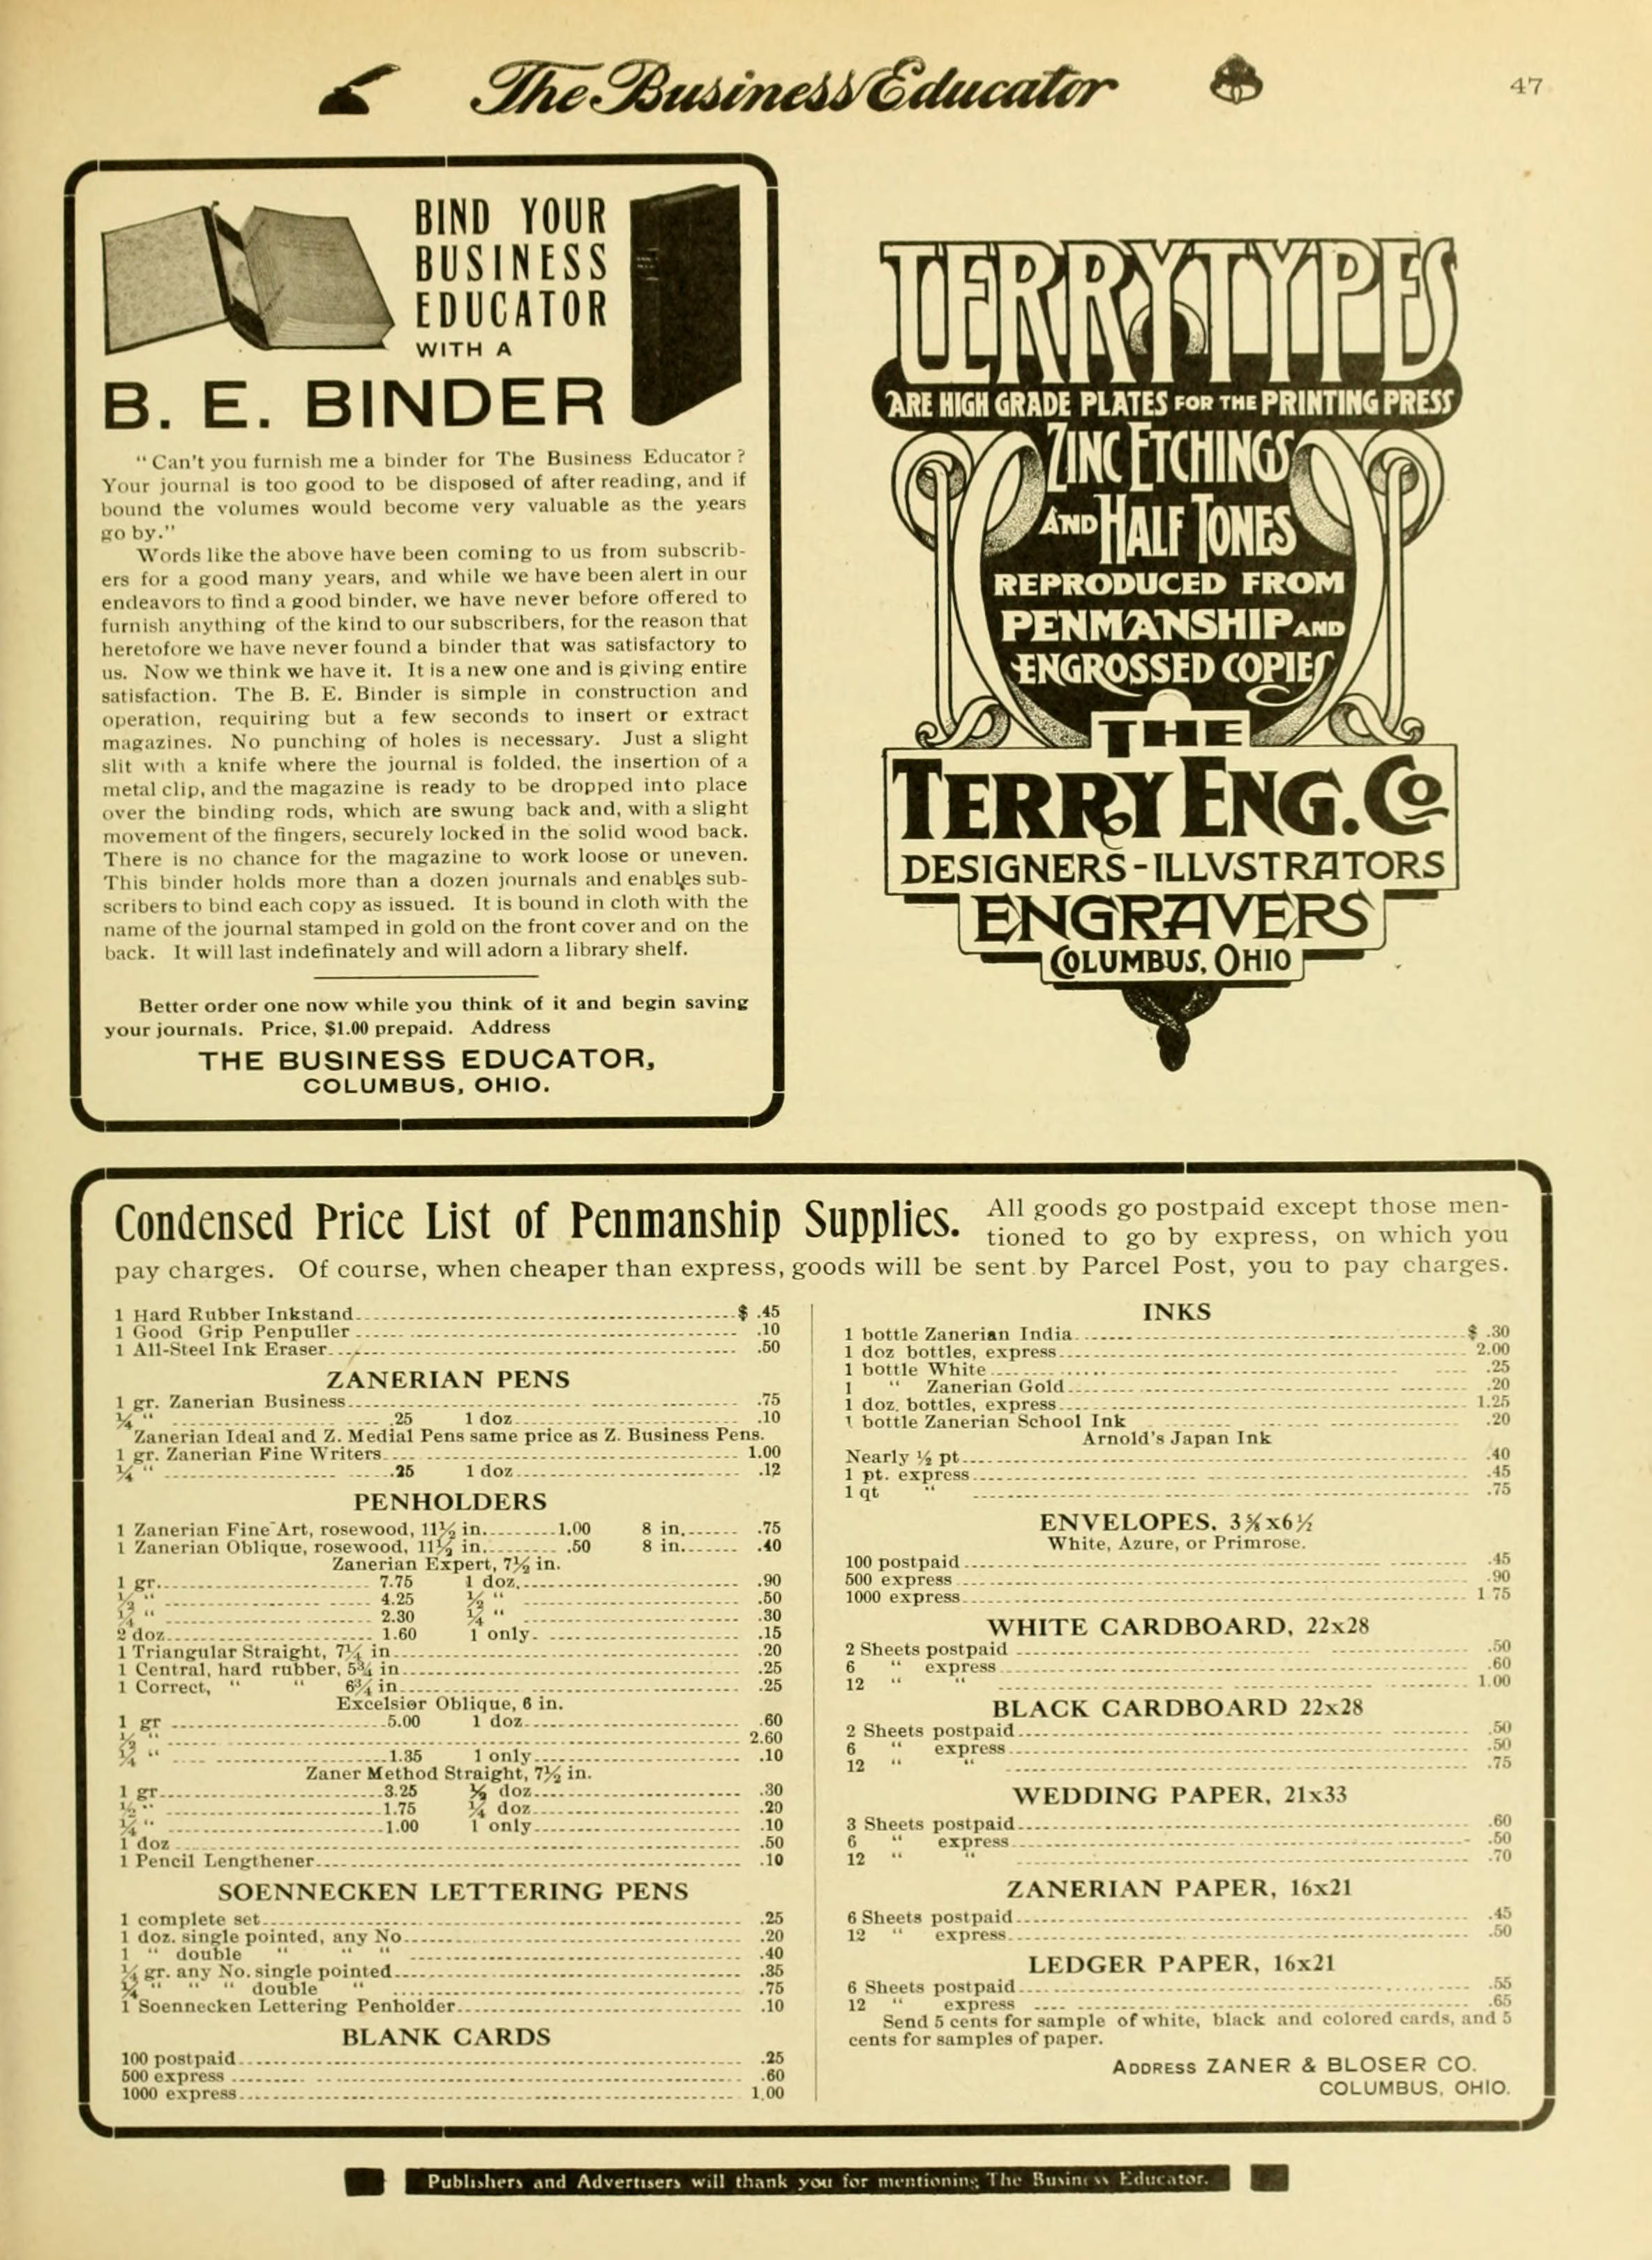 The Business Educator
47
BIND YOUR
BUSINESS
EDUCATOR
WITH A
B. E. BINDER
"Can't you furnish me a binder for The Business Educator?
Your journal is too good to be disposed of after reading, and if
bound the volumes would become very valuable as the years
go by."
Words like the above have been coming to us from subscrib-
ers for a good many years, and while we have been alert in our
endeavors to find a good binder, we have never before offered to
furnish anything of the kind to our subscribers, for the reason that
heretofore we have never found a binder that was satisfactory to
us. Now we think we have it. It is a new one and is giving entire
satisfaction. The B. E. Binder is simple in construction and
operation, requiring but a few seconds to insert or extract
magazines. No punching of holes is necessary. Just a slight
slit with a knife where the journal is folded, the insertion of a
metal clip, and the magazine is ready to be dropped into place
over the binding rods, which are swung back and, with a slight
movement of the fingers, securely locked in the solid wood back.
There is no chance for the magazine to work loose or uneven.
This binder holds more than a dozen journals and enables sub-
scribers to bind each copy as issued. It is bound in cloth with the
name of the journal stamped in gold on the front cover and on the
back. It will last indefinately and will adorn a library shelf.
Better order one now while you think of it and begin saving
your journals. Price, $1.00 prepaid. Address
THE BUSINESS EDUCATOR,
COLUMBUS, OHIO.
TERRYTYPES
ARE HIGH GRADE PLATES FOR THE PRINTING PRESS
ZINC ETCHINGS
AND HALF TONES
REPRODUCED FROM
PENMANSHIP AND
ENGROSSED COPIES
THE
TERRY ENG. CO
DESIGNERS-ILLVSTRATORS
ENGRAVERS
COLUMBUS, OHIO
Condensed Price List of Penmanship Supplies. All goods go postpaid except those men-
tioned to go by express, on which you
pay charges. Of course, when cheaper than express, goods will be sent by Parcel Post, you to pay charges.
1 Hard Rubber Inkstand $ .45
1 Good Grip Penpuller .10
1 All-Steel Ink Eraser .50
ZANERIAN PENS
1 gr. Zanerian Business .75
¼ " .25 1 doz .10
Zanerian Ideal and Z. Medial Pens same price as Z. Business Pens.
1 gr. Zanerian Fine Writers 1.00
¼ " .25 1 doz .12
PENHOLDERS
1 Zanerian Fine Art, rosewood, 11½ in. 1.00 8 in. .75
1 Zanerian Oblique, rosewood, 11½ in. .50 8 in. .40
Zanerian Expert, 7½ in.
1 gr. 7.75 1 doz. .90
½ " 4.25 ½ " .50
¼ " 2.30 ¼ " .30
2 doz. 1.60 1 only. .15
1 Triangular Straight, 7¼ in .20
1 Central, hard rubber, 5¾ in .25
1 Correct, " " 6¾ in .25
Excelsior Oblique, 6 in.
1 gr 5.00 1 doz .60
½ " 2.60
¼ " 1.35 1 only .10
Zaner Method Straight, 7½ in.
1 gr 3.25 ½ doz .30
½ " 1.75 ¼ doz .20
¼ " 1.00 1 only .10
1 doz .50
1 Pencil Lengthener .10
SOENNECKEN LETTERING PENS
1 complete set .25
1 doz. single pointed, any No. .20
1 " double " " " .40
¼ gr. any No. single pointed .35
¼ " " " double " .75
1 Soennecken Lettering Penholder .10
BLANK CARDS
100 postpaid .25
500 express .60
1000 express 1.00
INKS
1 bottle Zanerian India $ .30
1 doz bottles, express 2.00
1 bottle White .25
1 " Zanerian Gold .20
1 doz. bottles, express 1.25
1 bottle Zanerian School Ink .20
Arnold's Japan Ink
Nearly ½ pt .40
1 pt. express .45
1 qt " .75
ENVELOPES, 3⅝x6½
White, Azure, or Primrose.
100 postpaid .45
500 express .90
1000 express 1 75
WHITE CARDBOARD, 22x28
2 Sheets postpaid .50
6 " express .60
12 " " 1.00
BLACK CARDBOARD 22x28
2 Sheets postpaid .50
6 " express .50
12 " " .75
WEDDING PAPER, 21x33
3 Sheets postpaid .60
6 " express .50
12 " " .70
ZANERIAN PAPER, 16x21
6 Sheets postpaid .45
12 " express .50
LEDGER PAPER, 16x21
6 Sheets postpaid .55
12 " express .65
Send 5 cents for sample of white, black and colored cards, and 5
cents for samples of paper.
ADDRESS ZANER & BLOSER CO.
COLUMBUS, OHIO.
Publishers and Advertisers will thank you for mentioning The Business Educator.